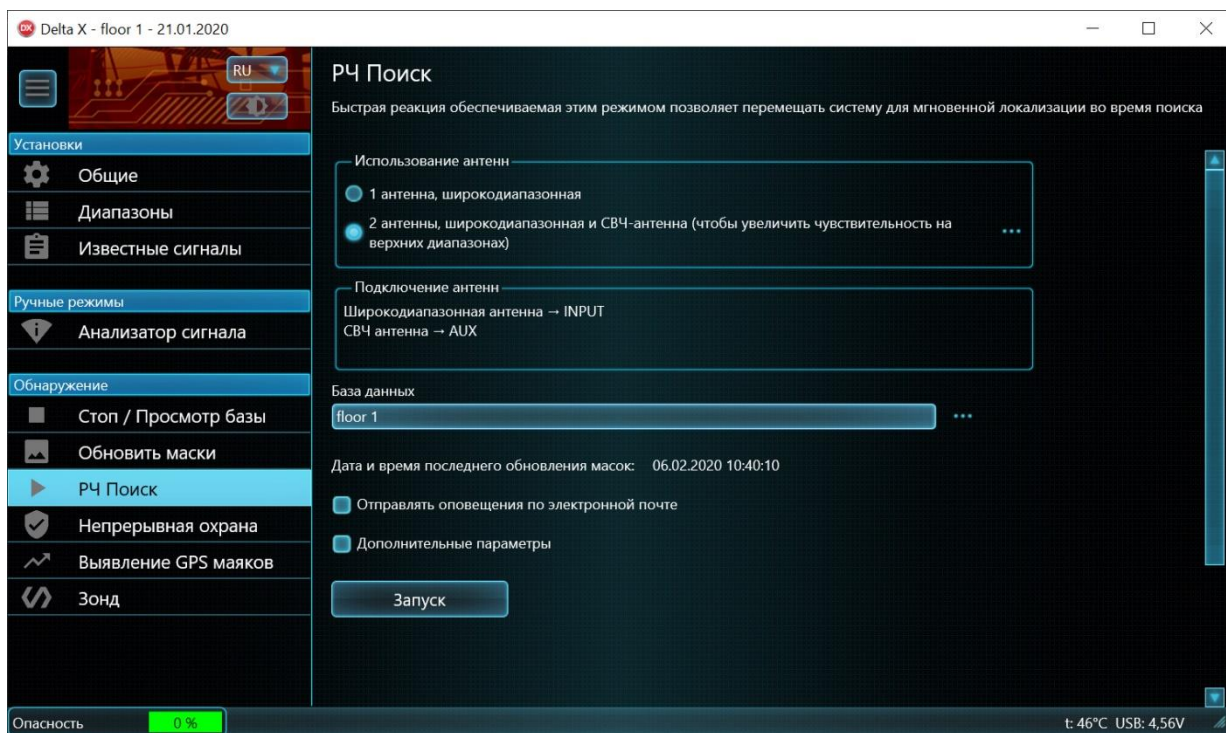 DX Delta X - floor 1 - 21.01.2020
RU
Установки
Общие
Диапазоны
Известные сигналы
Ручные режимы
Анализатор сигнала
Обнаружение
Стоп / Просмотр базы
Обновить маски
РЧ Поиск
Непрерывная охрана
Выявление GPS маяков
Зонд
РЧ Поиск
Быстрая реакция обеспечиваемая этим режимом позволяет перемещать систему для мгновенной локализации во время поиска
Использование антенн
1 антенна, широкодиапазонная
2 антенны, широкодиапазонная и СВЧ-антенна (чтобы увеличить чувствительность на
верхних диапазонах)
Подключение антенн
Широкодиапазонная антенна → INPUT
СВЧ антенна → AUX
База данных
floor 1
Дата и время последнего обновления масок: 06.02.2020 10:40:10
Отправлять оповещения по электронной почте
Дополнительные параметры
Запуск
Опасность 0 %
t: 46°C USB: 4,56V